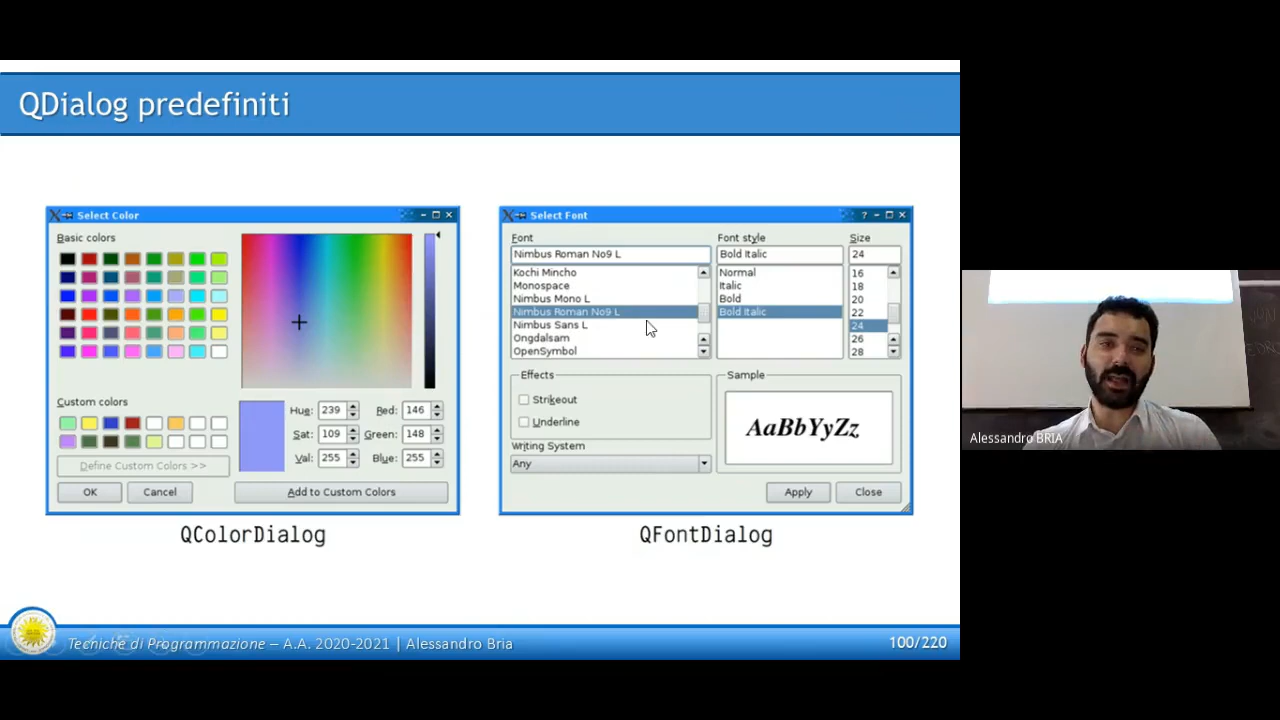 QDialog predefiniti
Select Color
Basic colors
Custom colors
Define Custom Colors >>
OK
Cancel
Hue: 239
Red: 146
Sat: 109
Green: 148
Val: 255
Blue: 255
Add to Custom Colors
QColorDialog
Select Font
?
Font
Nimbus Roman No9 L
Kochi Mincho
Monospace
Nimbus Mono L
Nimbus Roman No9 L
Nimbus Sans L
Ongdalsam
OpenSymbol
Font style
Bold Italic
Normal
Italic
Bold
Bold Italic
Size
24
16
18
20
22
24
26
28
Effects
Strikeout
Underline
Writing System
Any
Sample
AaBbYyZz
Apply
Close
QFontDialog
Alessandro BRIA
Tecniche di Programmazione – A.A. 2020-2021 | Alessandro Bria
100/220